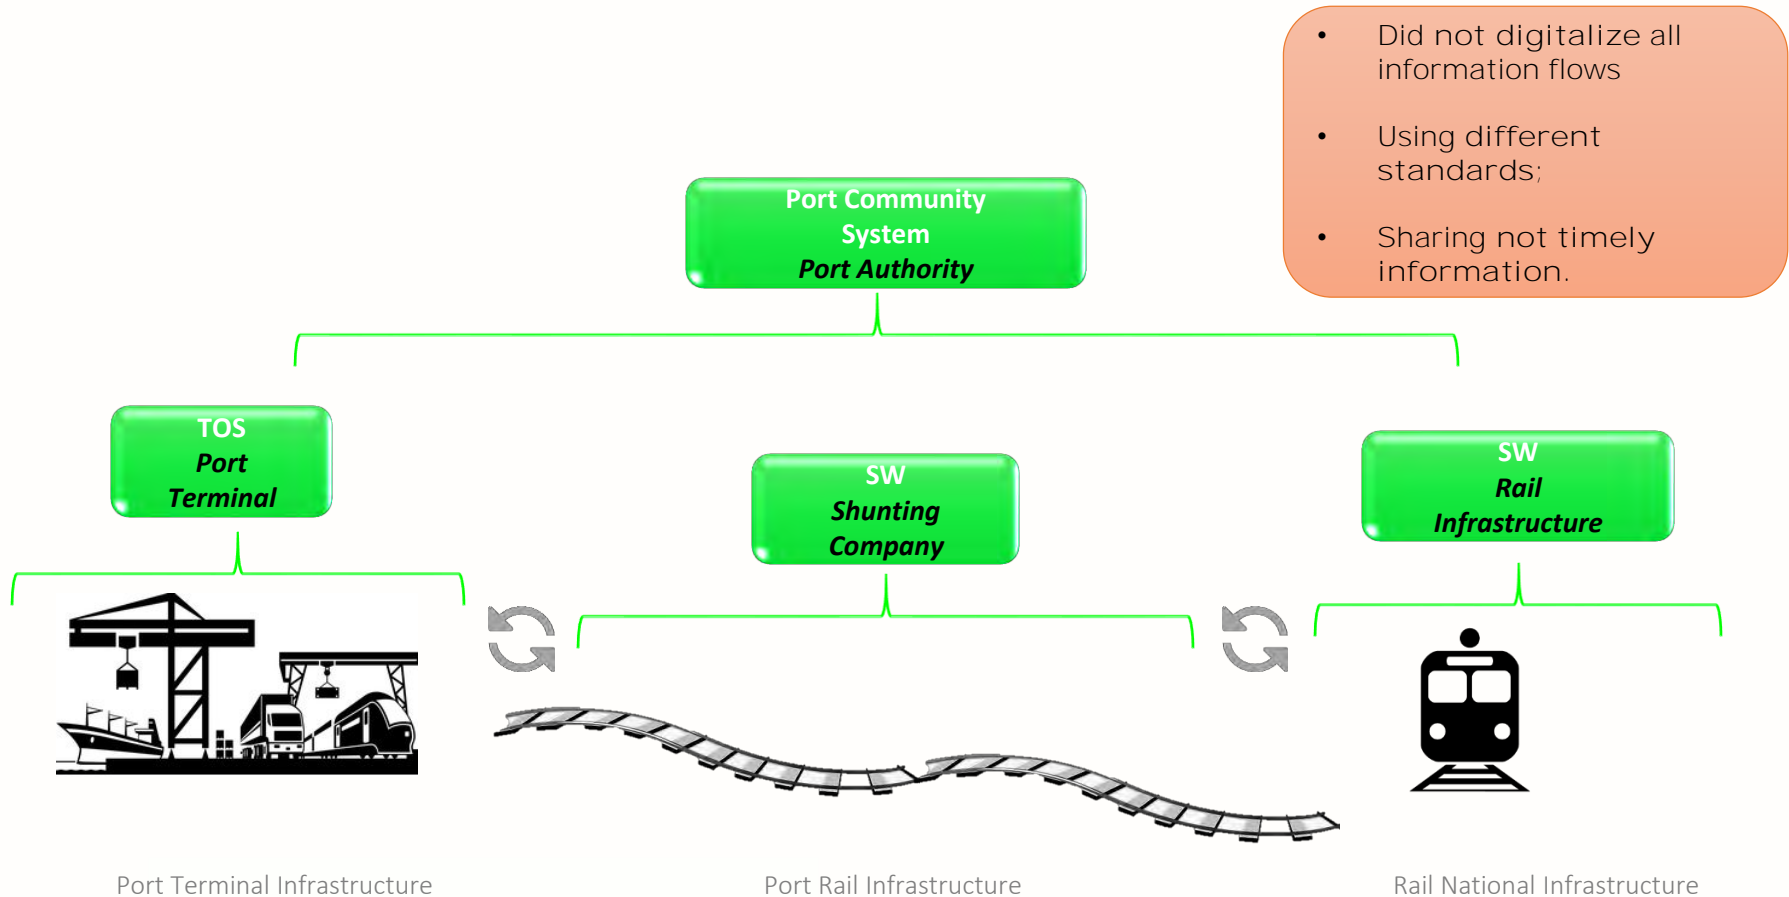 • Did not digitalize all
information flows
• Using different
standards;
• Sharing not timely
information.
Port Community
System
Port Authority
TOS
Port
Terminal
SW
Shunting
Company
SW
Rail
Infrastructure
Port Terminal Infrastructure
Port Rail Infrastructure
Rail National Infrastructure